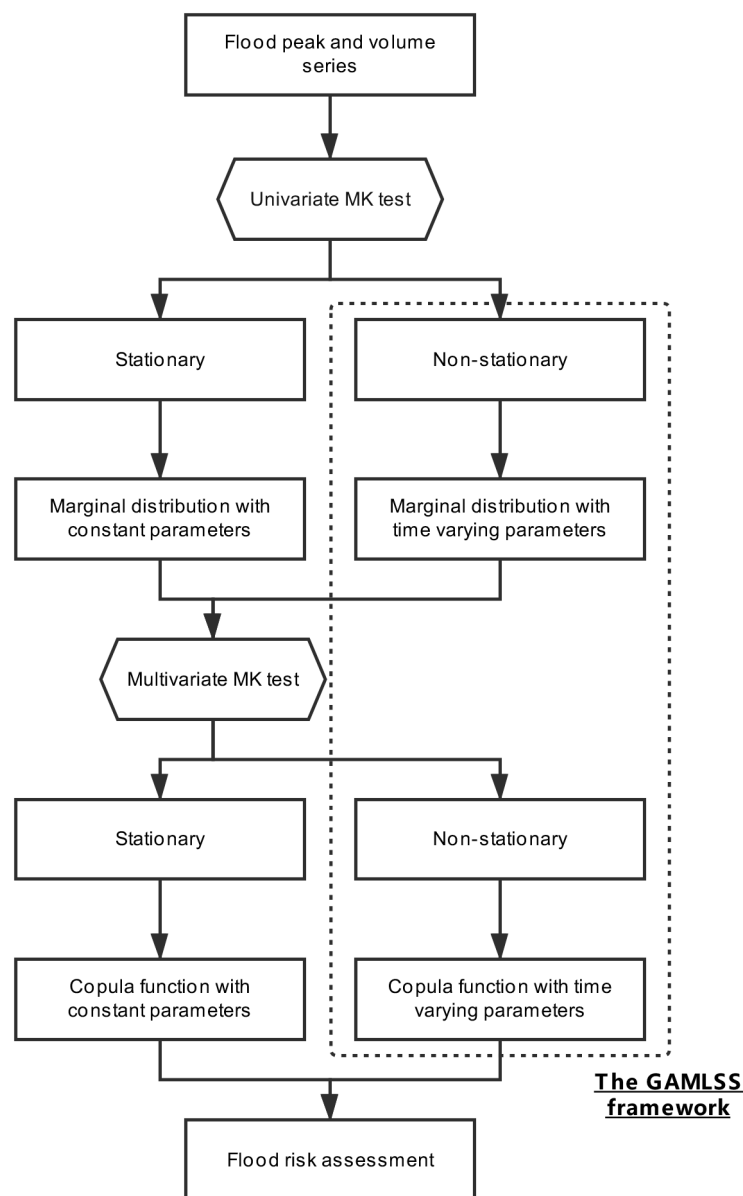 Flood peak and volume
series
Univariate MK test
Stationary
Non-stationary
Marginal distribution with
constant parameters
Marginal distribution with
time varying parameters
Multivariate MK test
Stationary
Non-stationary
Copula function with
constant parameters
Copula function with time
varying parameters
The GAMLSS
framework
Flood risk assessment